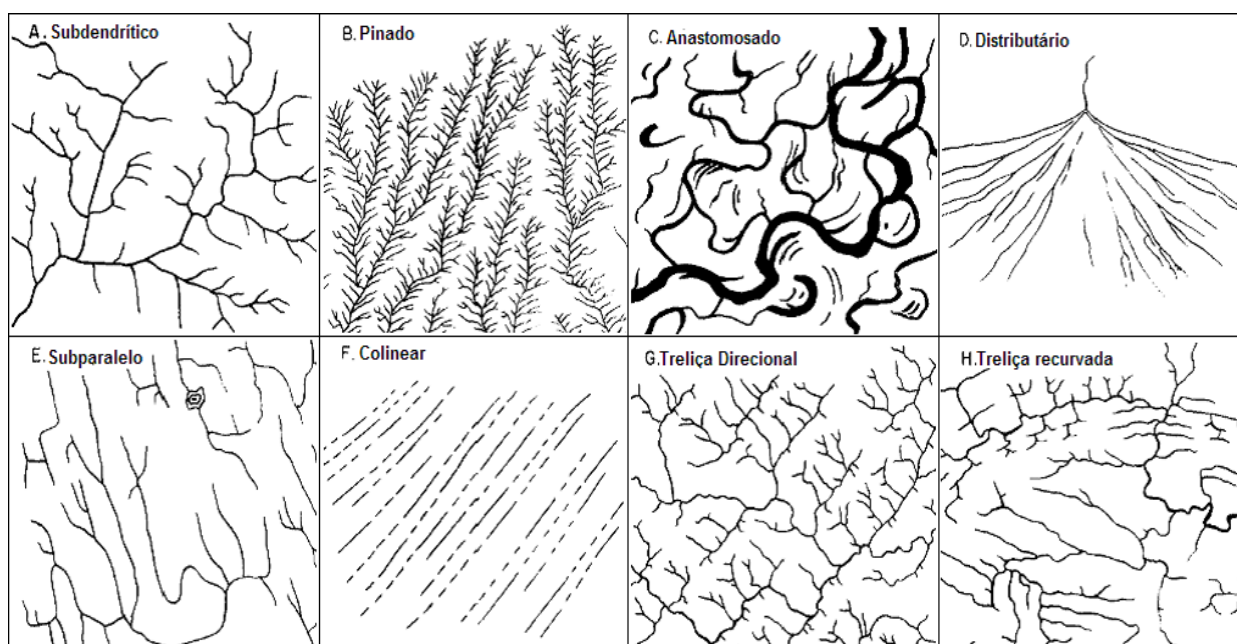 A. Subdendrítico
B. Pinado
C. Anastomosado
D. Distributário
E. Subparalelo
F. Colinear
G. Treliça Direcional
H. Treliça recurvada